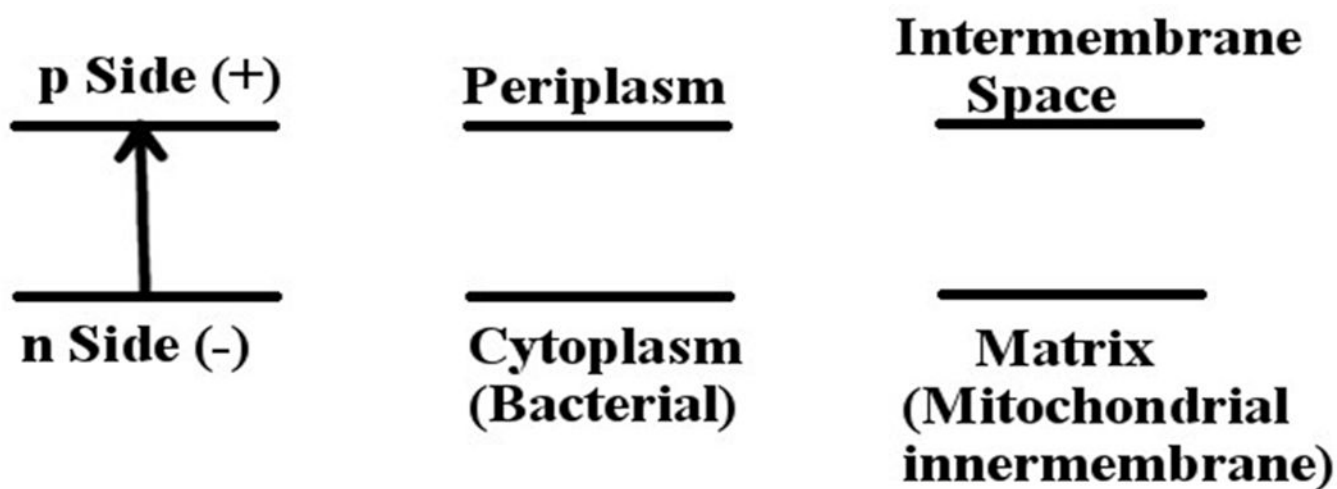 p Side (+)
n Side (-)
Periplasm
Cytoplasm
(Bacterial)
Intermembrane
Space
Matrix
(Mitochondrial
innermembrane)